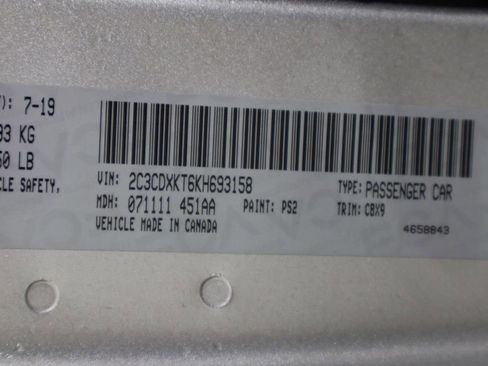 ): 7-19
93 KG
50 LB
CLE SAFETY,
VIN: 2C3CDXKT6KH693158 TYPE: PASSENGER CAR
MDH: 071111 451AA PAINT: PS2 TRIM: CBX9
VEHICLE MADE IN CANADA
4658843